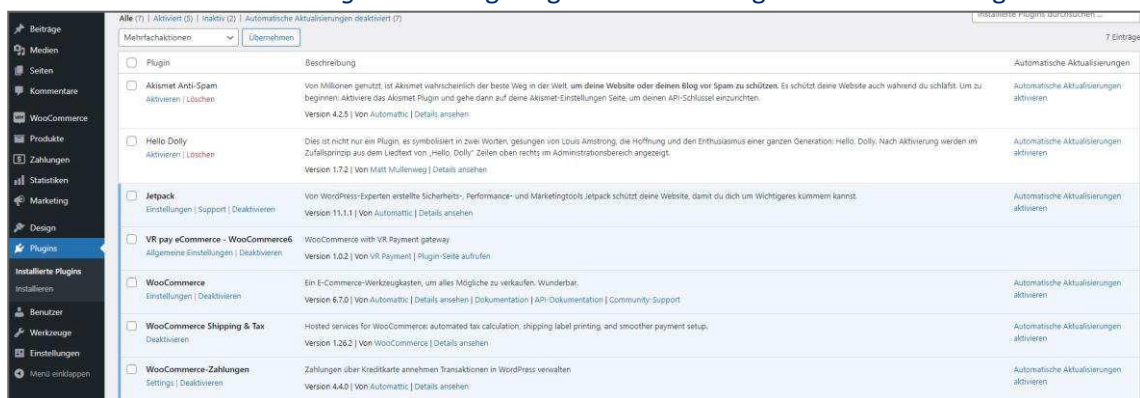 Alle (7) | Aktiviert (5) | Inaktiv (2) | Automatische Aktualisierungen deaktiviert (7)
Installierte Plugins durchsuchen ...
Mehrfachaktionen
Übernehmen
7 Einträge
Plugin
Beschreibung
Automatische Aktualisierungen
Akismet Anti-Spam
Aktivieren | Löschen
Von Millionen genutzt, ist Akismet wahrscheinlich der beste Weg in der Welt, um deine Website oder deinen Blog vor Spam zu schützen. Es schützt deine Website auch während du schläfst. Um zu
beginnen: Aktiviere das Akismet Plugin und gehe dann auf deine Akismet-Einstellungen Seite, um deinen API-Schlüssel einzurichten.
Version 4.2.5 | Von Automattic | Details ansehen
Automatische Aktualisierungen
aktivieren
Hello Dolly
Aktivieren | Löschen
Dies ist nicht nur ein Plugin, es symbolisiert in zwei Worten, gesungen von Louis Amstrong, die Hoffnung und den Enthusiasmus einer ganzen Generation: Hello, Dolly. Nach Aktivierung werden im
Zufallsprinzip aus dem Liedtext von „Hello, Dolly“ Zeilen oben rechts im Administrationsbereich angezeigt.
Version 1.7.2 | Von Matt Mullenweg | Details ansehen
Automatische Aktualisierungen
aktivieren
Jetpack
Einstellungen | Support | Deaktivieren
Von WordPress-Experten erstellte Sicherheits-, Performance- und Marketingtools Jetpack schützt deine Website, damit du dich um Wichtigeres kümmern kannst.
Version 11.1.1 | Von Automattic | Details ansehen
Automatische Aktualisierungen
aktivieren
VR pay eCommerce - WooCommerce6
Allgemeine Einstellungen | Deaktivieren
WooCommerce with VR Payment gateway
Version 1.0.2 | Von VR Payment | Plugin-Seite aufrufen
WooCommerce
Einstellungen | Deaktivieren
Ein E-Commerce-Werkzeugkasten, um alles Mögliche zu verkaufen. Wunderbar.
Version 6.7.0 | Von Automattic | Details ansehen | Dokumentation | API-Dokumentation | Community-Support
Automatische Aktualisierungen
aktivieren
WooCommerce Shipping & Tax
Deaktivieren
Hosted services for WooCommerce: automated tax calculation, shipping label printing, and smoother payment setup.
Version 1.26.2 | Von WooCommerce | Details ansehen
Automatische Aktualisierungen
aktivieren
WooCommerce-Zahlungen
Settings | Deaktivieren
Zahlungen über Kreditkarte annehmen Transaktionen in WordPress verwalten
Version 4.4.0 | Von Automattic | Details ansehen
Automatische Aktualisierungen
aktivieren
Beiträge
Medien
Seiten
Kommentare
WooCommerce
Produkte
Zahlungen
Statistiken
Marketing
Design
Plugins
Installierte Plugins
Installieren
Benutzer
Werkzeuge
Einstellungen
Menü einklappen